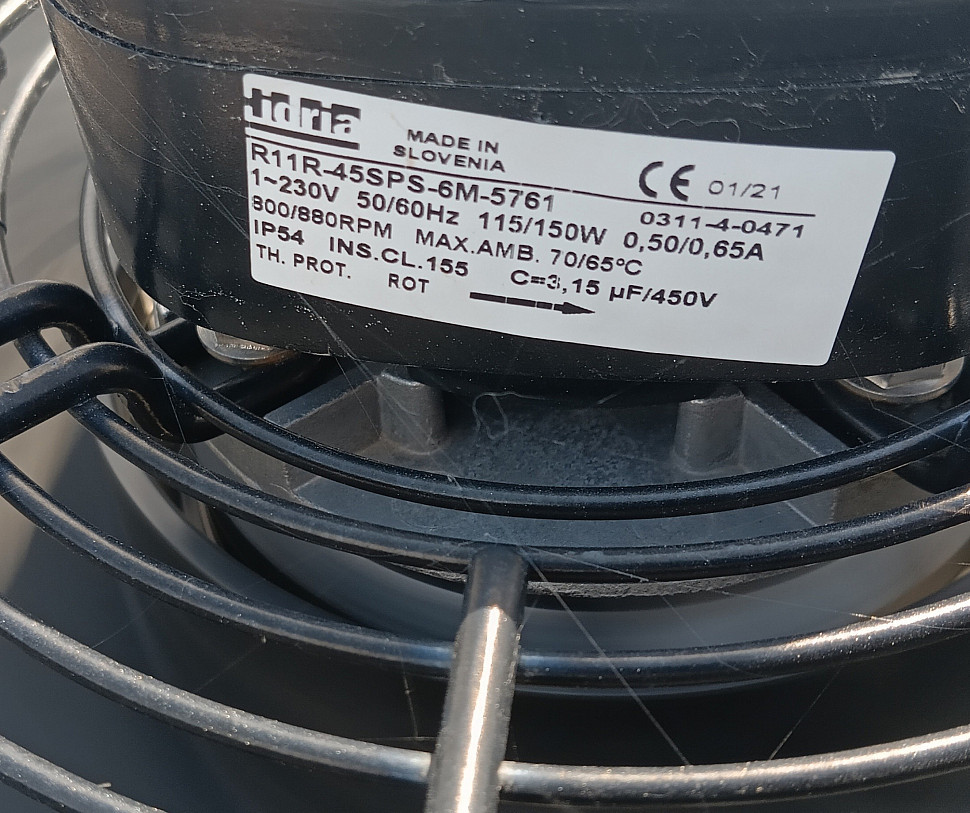 Hidria
MADE IN
SLOVENIA
CE 01/21
R11R-45SPS-6M-5761
0311-4-0471
1~230V 50/60Hz 115/150W 0,50/0,65A
800/880RPM MAX.AMB. 70/65°C
IP54 INS.CL.155 C=3,15 µF/450V
TH. PROT. ROT